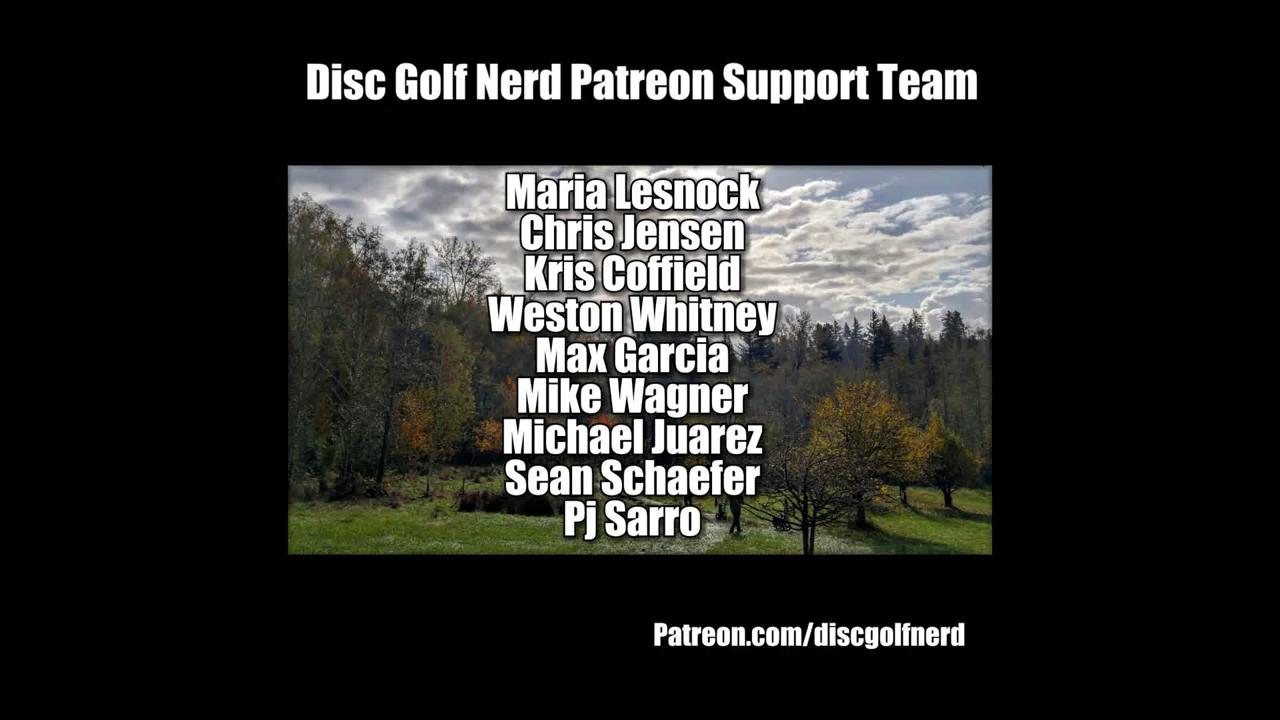 Disc Golf Nerd Patreon Support Team
Maria Lesnock
Chris Jensen
Kris Coffield
Weston Whitney
Max Garcia
Mike Wagner
Michael Juarez
Sean Schaefer
Pj Sarro
Patreon.com/discgolfnerd